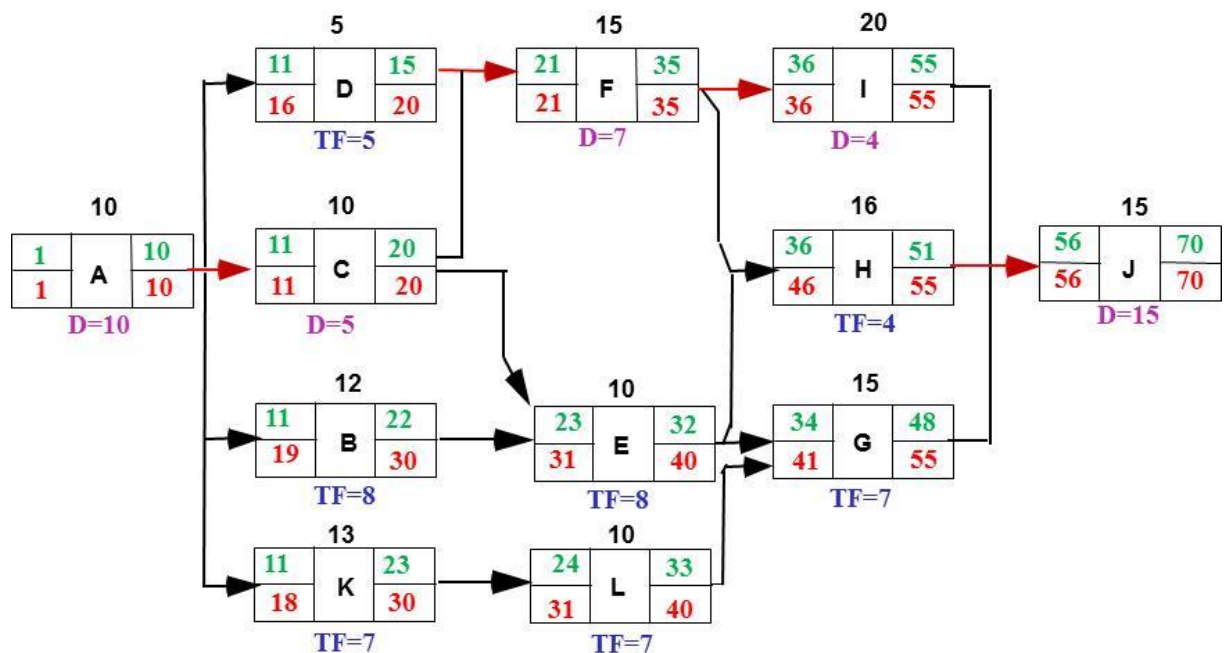 5 15 20
11 15 21 35 36 55
D F I
16 20 21 35 36 55
TF=5 D=7 D=4
10 10 16 15
1 10 11 20 36 51 56 70
A C H J
1 10 11 20 46 55 56 70
D=10 D=5 TF=4 D=15
12 10 15
11 22 23 32 34 48
B E G
19 30 31 40 41 55
TF=8 TF=8 TF=7
13 10
11 23 24 33
K L
18 30 31 40
TF=7 TF=7